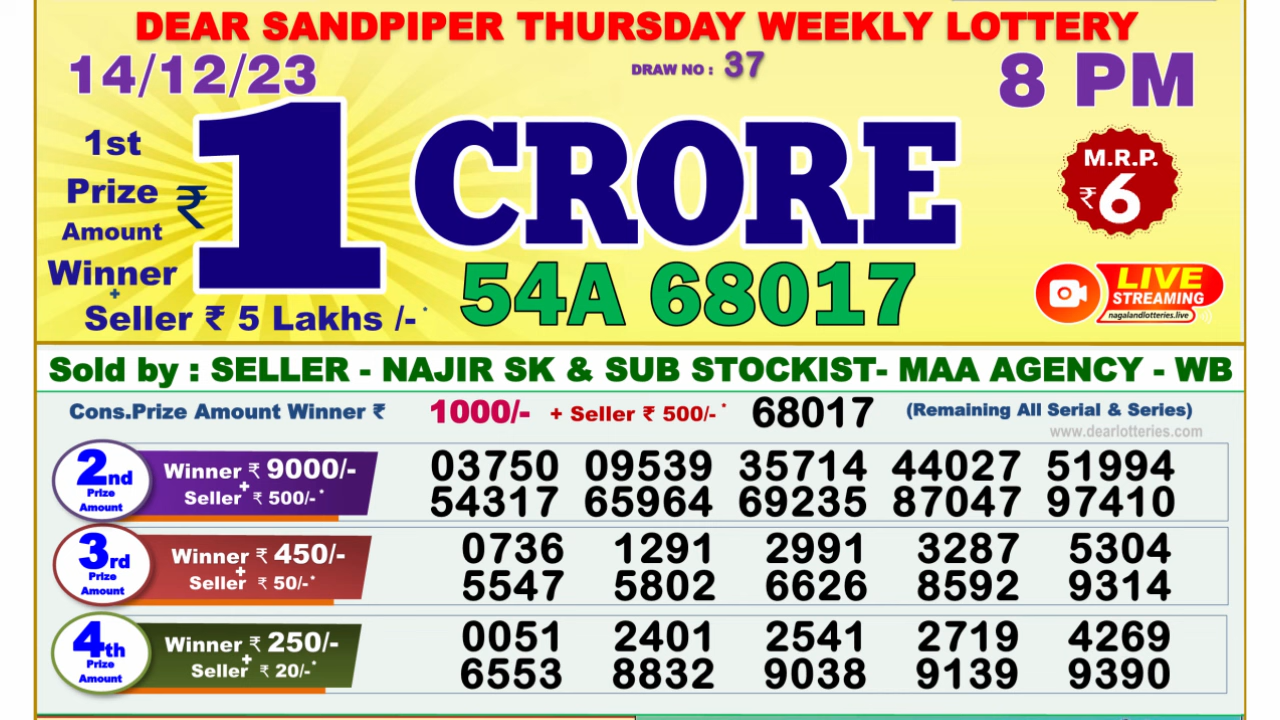 DEAR SANDPIPER THURSDAY WEEKLY LOTTERY
14/12/23
DRAW NO : 37
8 PM
1st
Prize
Amount
Winner
+
Seller ₹ 5 Lakhs /-*
₹ 1 CRORE
54A 68017
M.R.P.
₹6
LIVE
STREAMING
nagalandlotteries.live
Sold by : SELLER - NAJIR SK & SUB STOCKIST- MAA AGENCY - WB
Cons.Prize Amount Winner ₹ 1000/- + Seller ₹ 500/-* 68017 (Remaining All Serial & Series)
www.dearlotteries.com
2nd
Prize
Amount
Winner ₹ 9000/-
+
Seller ₹ 500/-*
03750 09539 35714 44027 51994
54317 65964 69235 87047 97410
3rd
Prize
Amount
Winner ₹ 450/-
+
Seller ₹ 50/-*
0736 1291 2991 3287 5304
5547 5802 6626 8592 9314
4th
Prize
Amount
Winner ₹ 250/-
+
Seller ₹ 20/-*
0051 2401 2541 2719 4269
6553 8832 9038 9139 9390